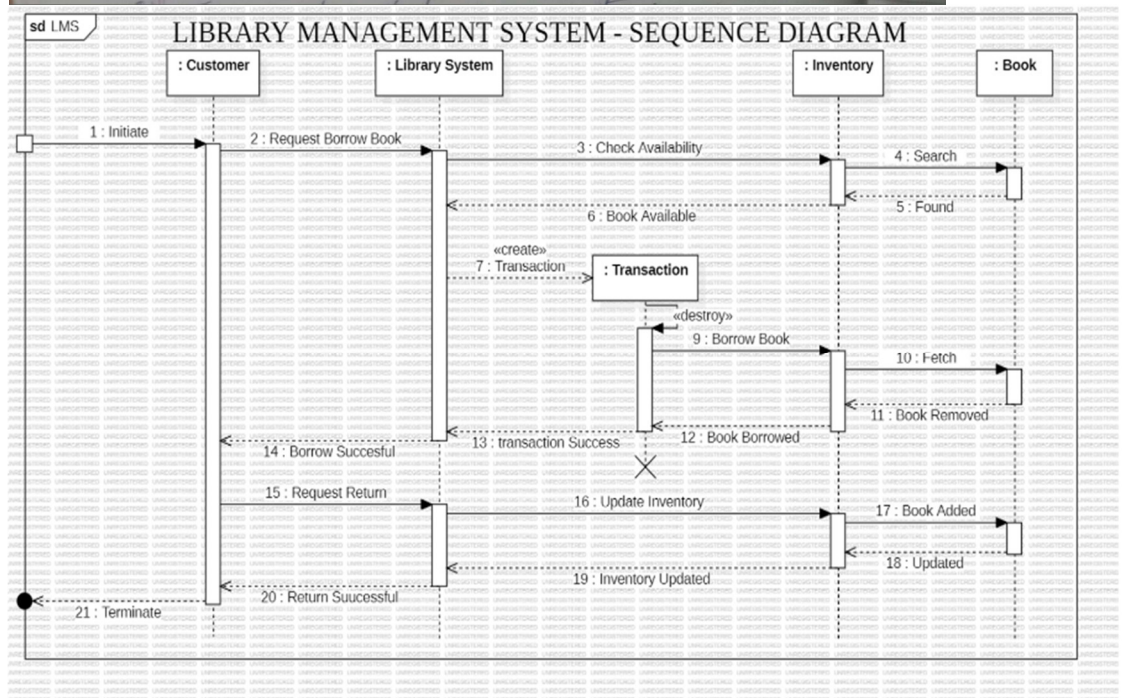 sd LMS
LIBRARY MANAGEMENT SYSTEM - SEQUENCE DIAGRAM
: Customer
: Library System
: Inventory
: Book
1 : Initiate
2 : Request Borrow Book
3 : Check Availability
4 : Search
5 : Found
6 : Book Available
«create»
7 : Transaction
: Transaction
«destroy»
9 : Borrow Book
10 : Fetch
11 : Book Removed
12 : Book Borrowed
13 : transaction Success
14 : Borrow Succesful
15 : Request Return
16 : Update Inventory
17 : Book Added
18 : Updated
19 : Inventory Updated
20 : Return Suuccessful
21 : Terminate